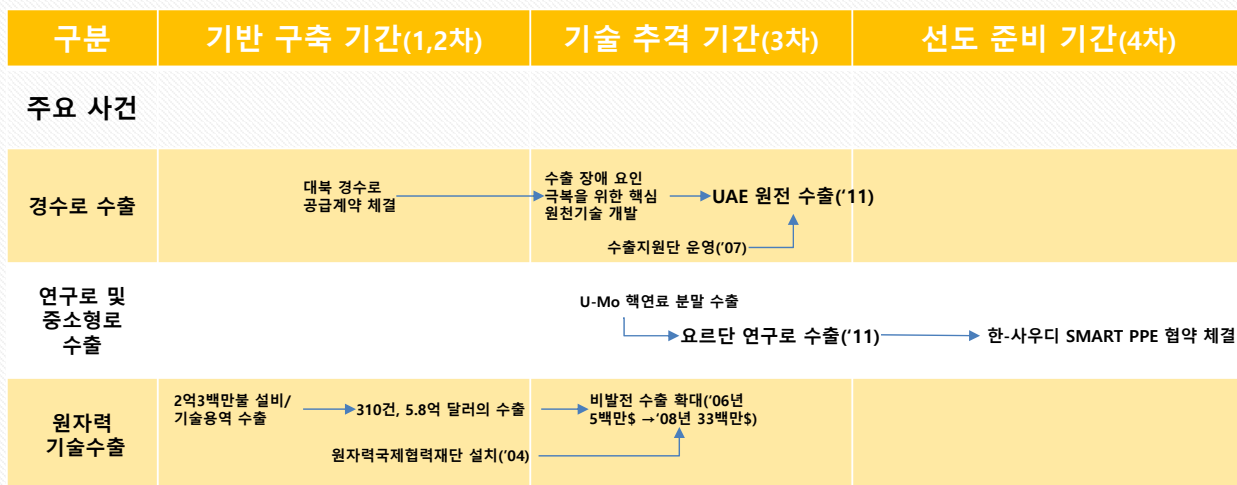 구분
기반 구축 기간(1,2차)
기술 추격 기간(3차)
선도 준비 기간(4차)
주요 사건
경수로 수출
대북 경수로
공급계약 체결
수출 장애 요인
극복을 위한 핵심
원천기술 개발
UAE 원전 수출('11)
수출지원단 운영('07)
연구로 및
중소형로
수출
U-Mo 핵연료 분말 수출
요르단 연구로 수출('11)
한-사우디 SMART PPE 협약 체결
원자력
기술수출
2억3백만불 설비/
기술용역 수출
310건, 5.8억 달러의 수출
비발전 수출 확대('06년
5백만$ →'08년 33백만$)
원자력국제협력재단 설치('04)